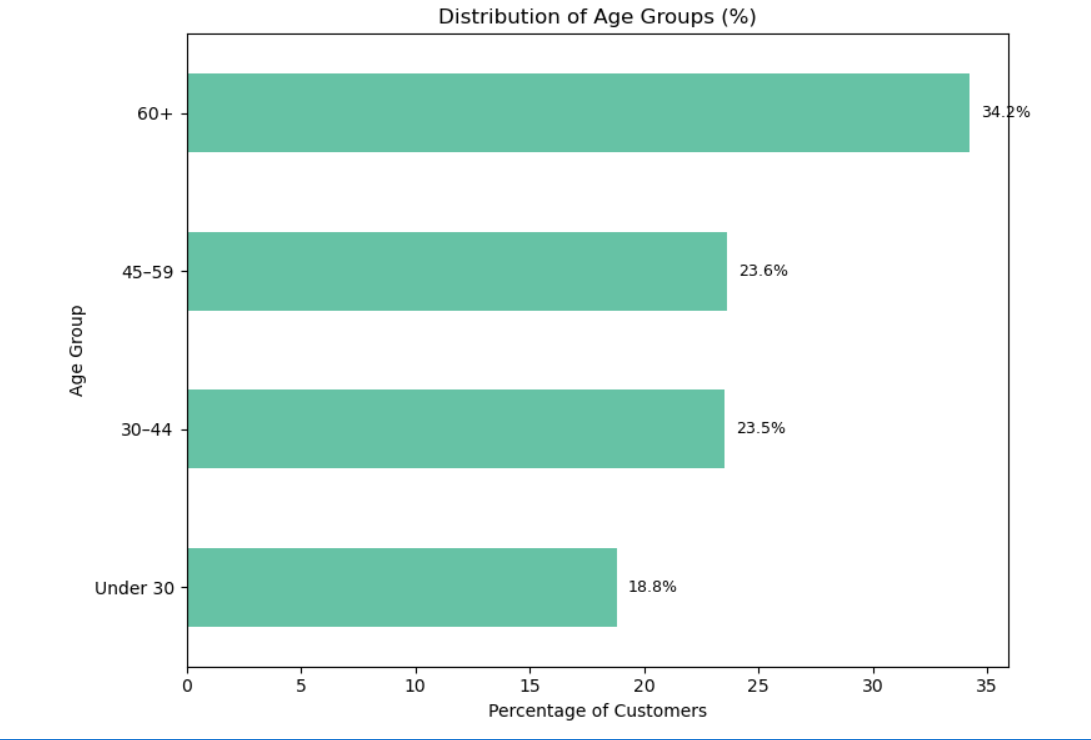 Distribution of Age Groups (%)
60+
34.2%
45–59
23.6%
Age Group
30–44
23.5%
Under 30
18.8%
0 5 10 15 20 25 30 35
Percentage of Customers